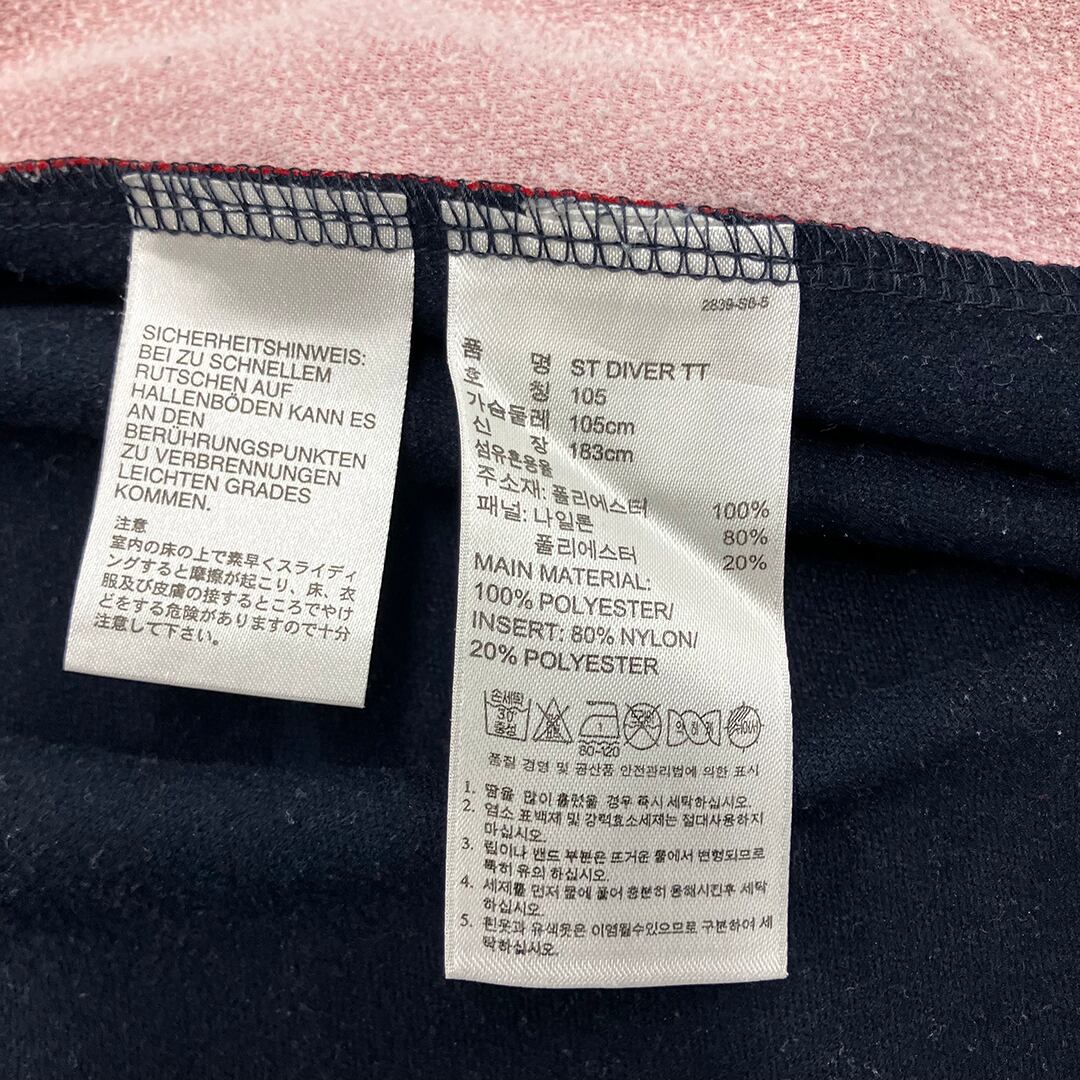 SICHERHEITSHINWEIS:
BEI ZU SCHNELLEM
RUTSCHEN AUF
HALLENBÖDEN KANN ES
AN DEN
BERÜHRUNGSPUNKTEN
ZU VERBRENNUNGEN
LEICHTEN GRADES
KOMMEN.
注意
室内の床の上で素早くスライディ
ングすると摩擦が起こり、床、衣
服及び皮膚の接するところでやけ
どをする危険がありますので十分
注意して下さい。
2839-S6-5
품 명 ST DIVER TT
호 칭 105
가슴둘레 105cm
신 장 183cm
섬유혼용율
주소재: 폴리에스터 100%
패널: 나일론 80%
폴리에스터 20%
MAIN MATERIAL:
100% POLYESTER/
INSERT: 80% NYLON/
20% POLYESTER
손세탁
30
중성
80-120
품질 경영 및 공산품 안전관리법에 의한 표시
1. 땀을 많이 흘렸을 경우 즉시 세탁하십시오.
2. 염소 표백제 및 강력효소세제는 절대사용하지
마십시오.
3. 립이나 밴드 부분은 뜨거운 물에서 변형되므로
특히 유의 하십시오.
4. 세제를 먼저 물에 풀어 충분히 용해시킨후 세탁
하십시오.
5. 흰옷과 유색옷은 이염될수있으므로 구분하여 세
탁하십시오.